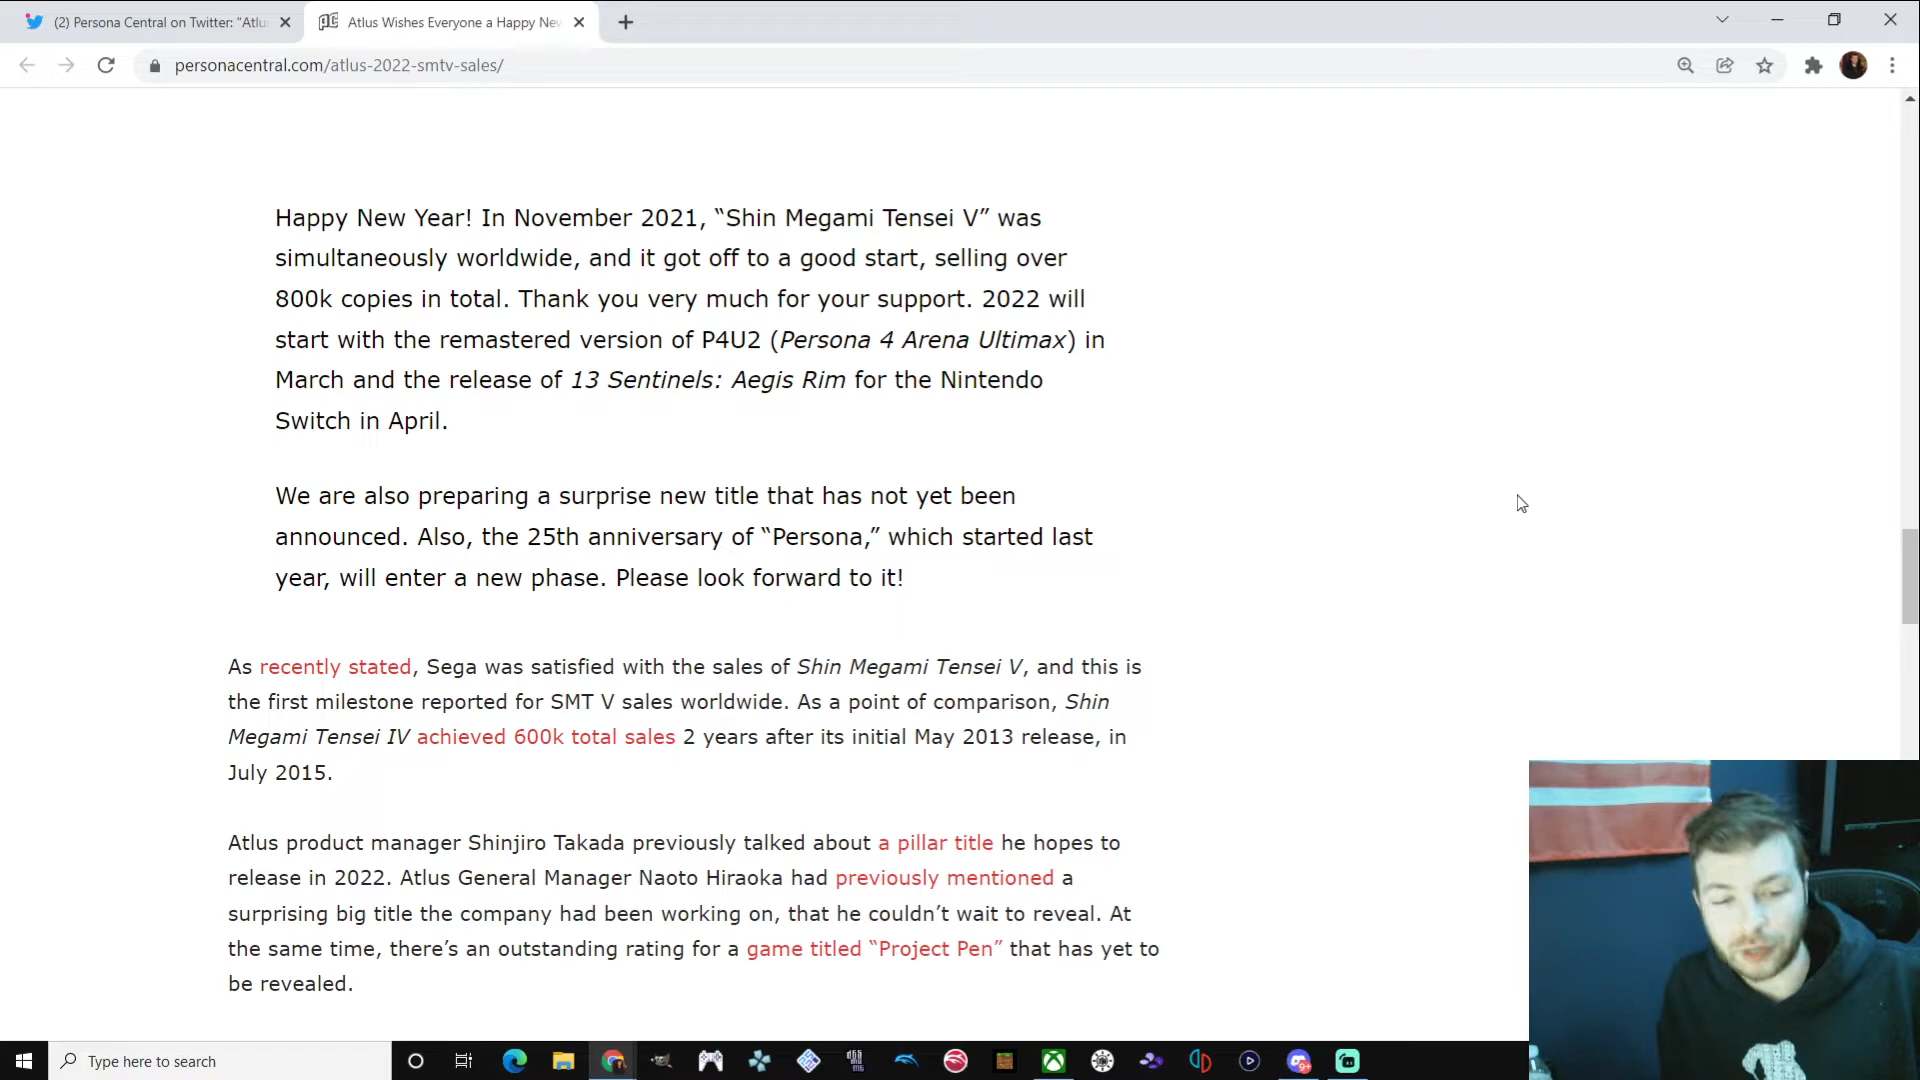 (2) Persona Central on Twitter: "Atlu
Atlus Wishes Everyone a Happy Ne
personacentral.com/atlus-2022-smtv-sales/
Happy New Year! In November 2021, “Shin Megami Tensei V” was
simultaneously worldwide, and it got off to a good start, selling over
800k copies in total. Thank you very much for your support. 2022 will
start with the remastered version of P4U2 (Persona 4 Arena Ultimax) in
March and the release of 13 Sentinels: Aegis Rim for the Nintendo
Switch in April.
We are also preparing a surprise new title that has not yet been
announced. Also, the 25th anniversary of “Persona,” which started last
year, will enter a new phase. Please look forward to it!
As recently stated, Sega was satisfied with the sales of Shin Megami Tensei V, and this is
the first milestone reported for SMT V sales worldwide. As a point of comparison, Shin
Megami Tensei IV achieved 600k total sales 2 years after its initial May 2013 release, in
July 2015.
Atlus product manager Shinjiro Takada previously talked about a pillar title he hopes to
release in 2022. Atlus General Manager Naoto Hiraoka had previously mentioned a
surprising big title the company had been working on, that he couldn’t wait to reveal. At
the same time, there’s an outstanding rating for a game titled “Project Pen” that has yet to
be revealed.
Type here to search